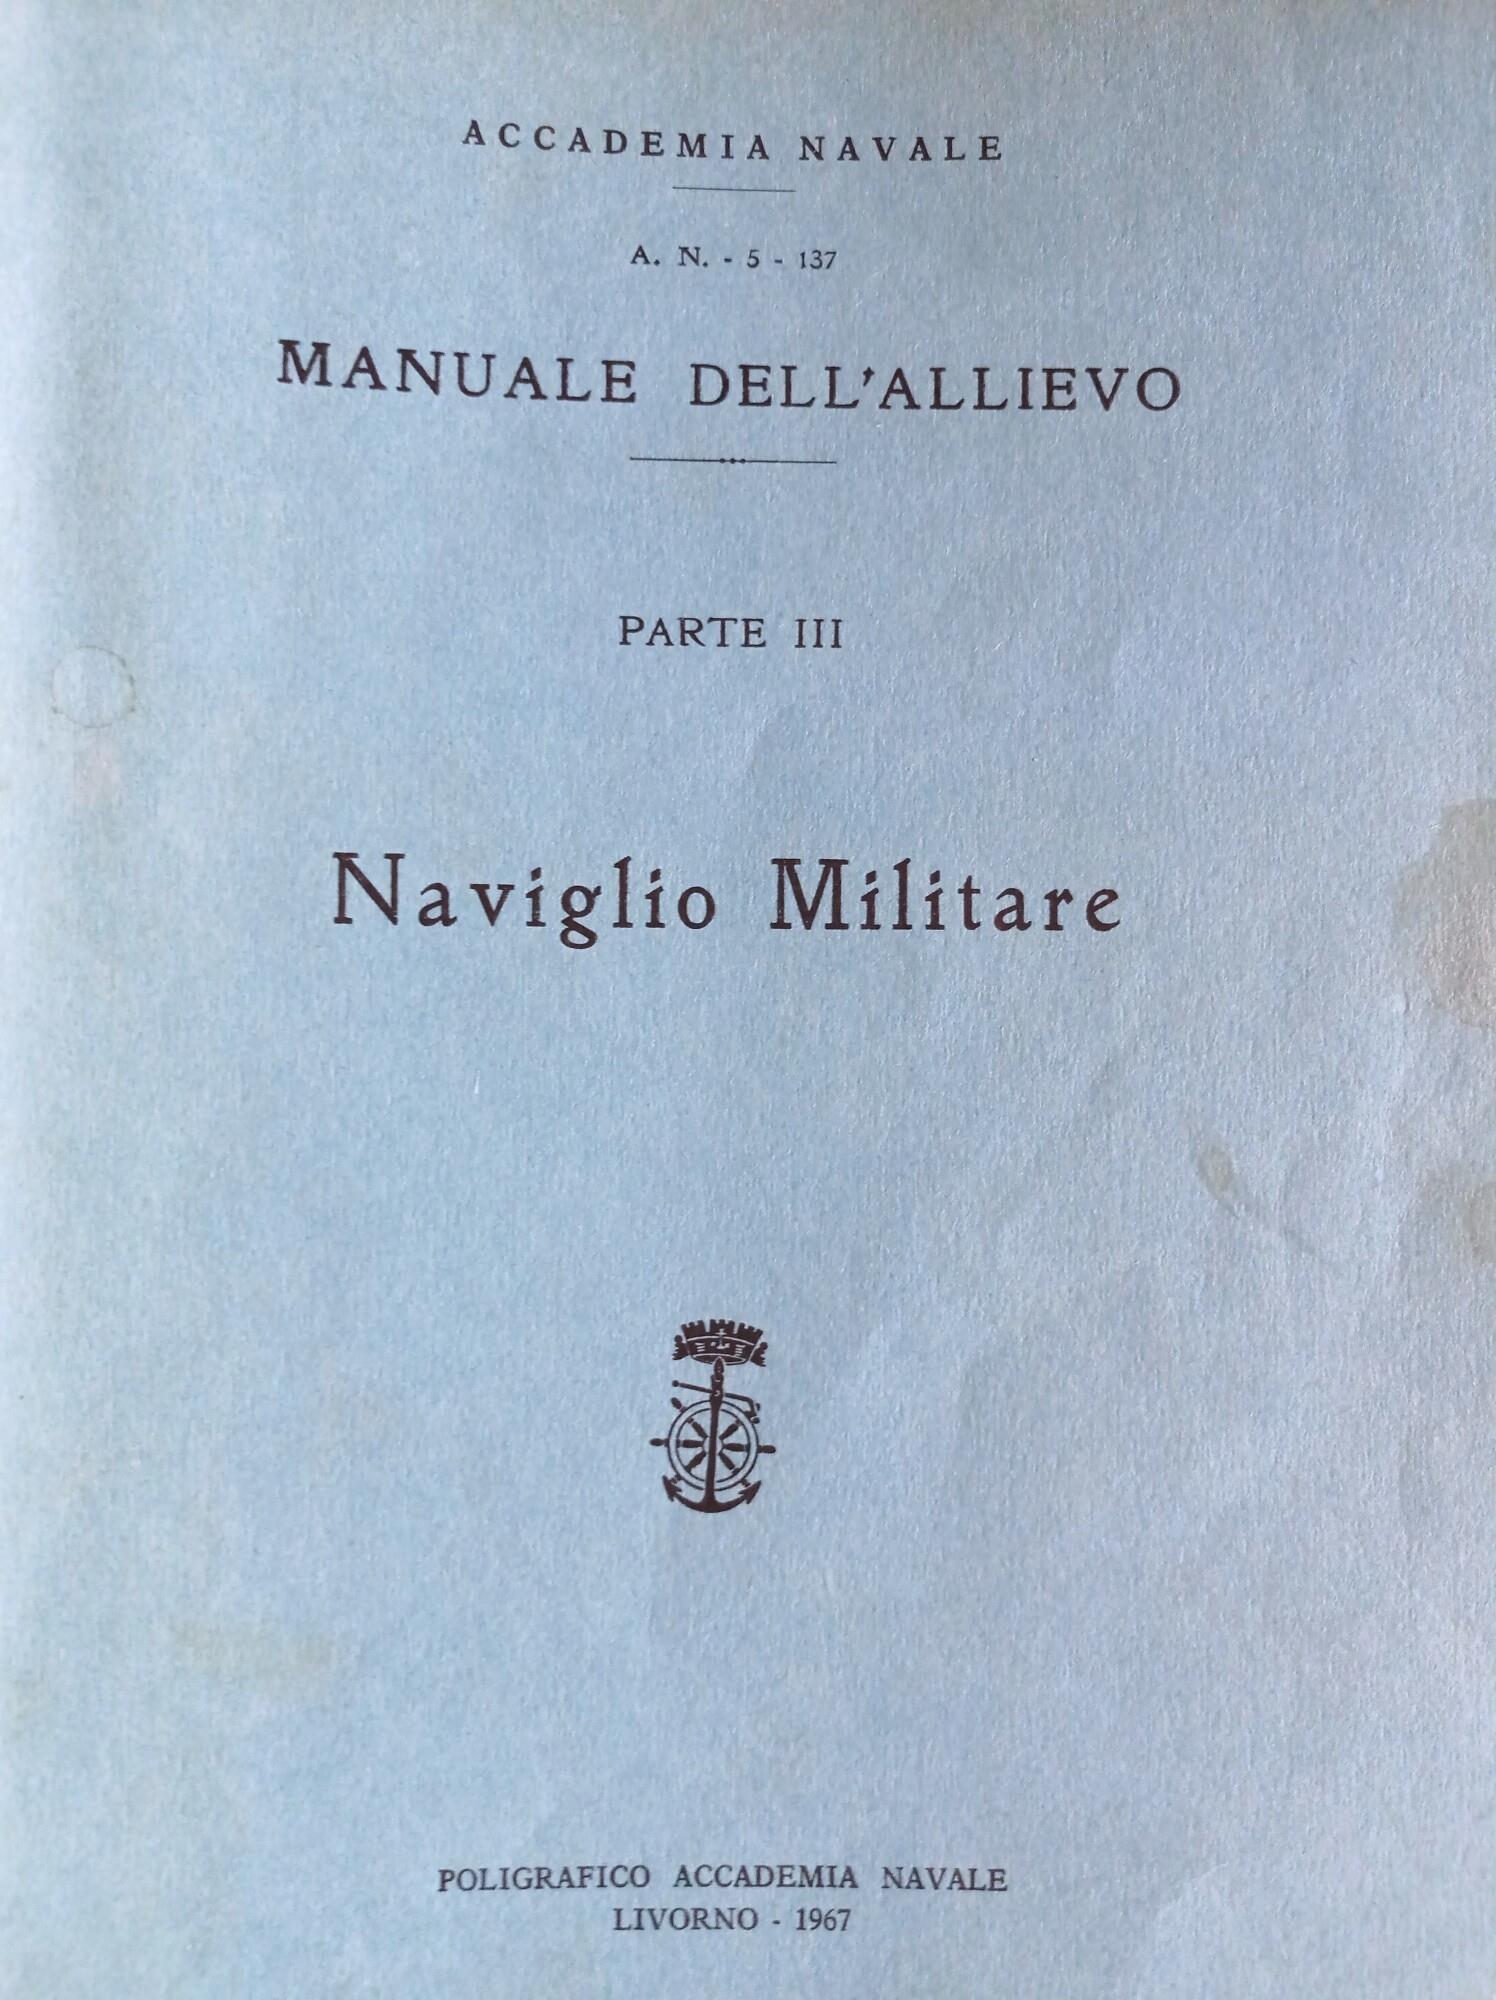 ACCADEMIA NAVALE
A. N. - 5 - 137
MANUALE DELL'ALLIEVO
PARTE III
Naviglio Militare
POLIGRAFICO ACCADEMIA NAVALE
LIVORNO - 1967